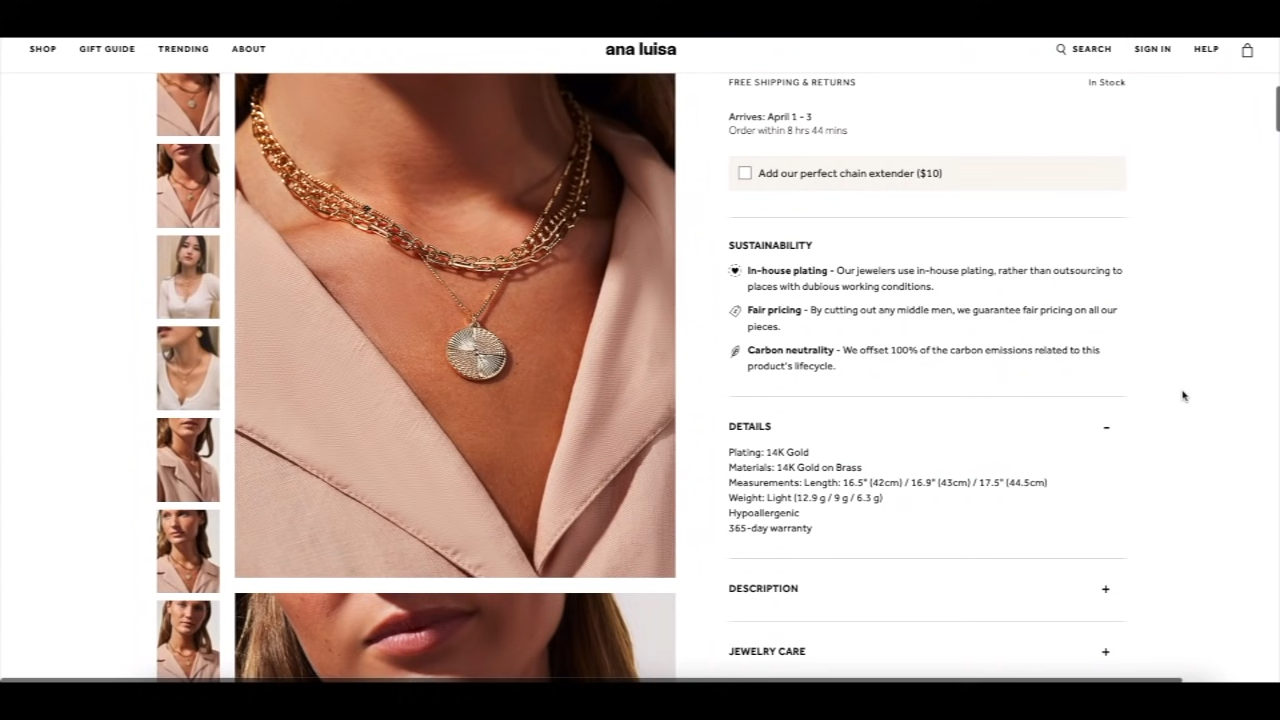 SHOP GIFT GUIDE TRENDING ABOUT ana luisa SEARCH SIGN IN HELP
FREE SHIPPING & RETURNS In Stock
Arrives: April 1 - 3
Order within 8 hrs 44 mins
Add our perfect chain extender ($10)
SUSTAINABILITY
In-house plating - Our jewelers use in-house plating, rather than outsourcing to
places with dubious working conditions.
Fair pricing - By cutting out any middle men, we guarantee fair pricing on all our
pieces.
Carbon neutrality - We offset 100% of the carbon emissions related to this
product's lifecycle.
DETAILS -
Plating: 14K Gold
Materials: 14K Gold on Brass
Measurements: Length: 16.5" (42cm) / 16.9" (43cm) / 17.5" (44.5cm)
Weight: Light (12.9 g / 9 g / 6.3 g)
Hypoallergenic
365-day warranty
DESCRIPTION +
JEWELRY CARE +